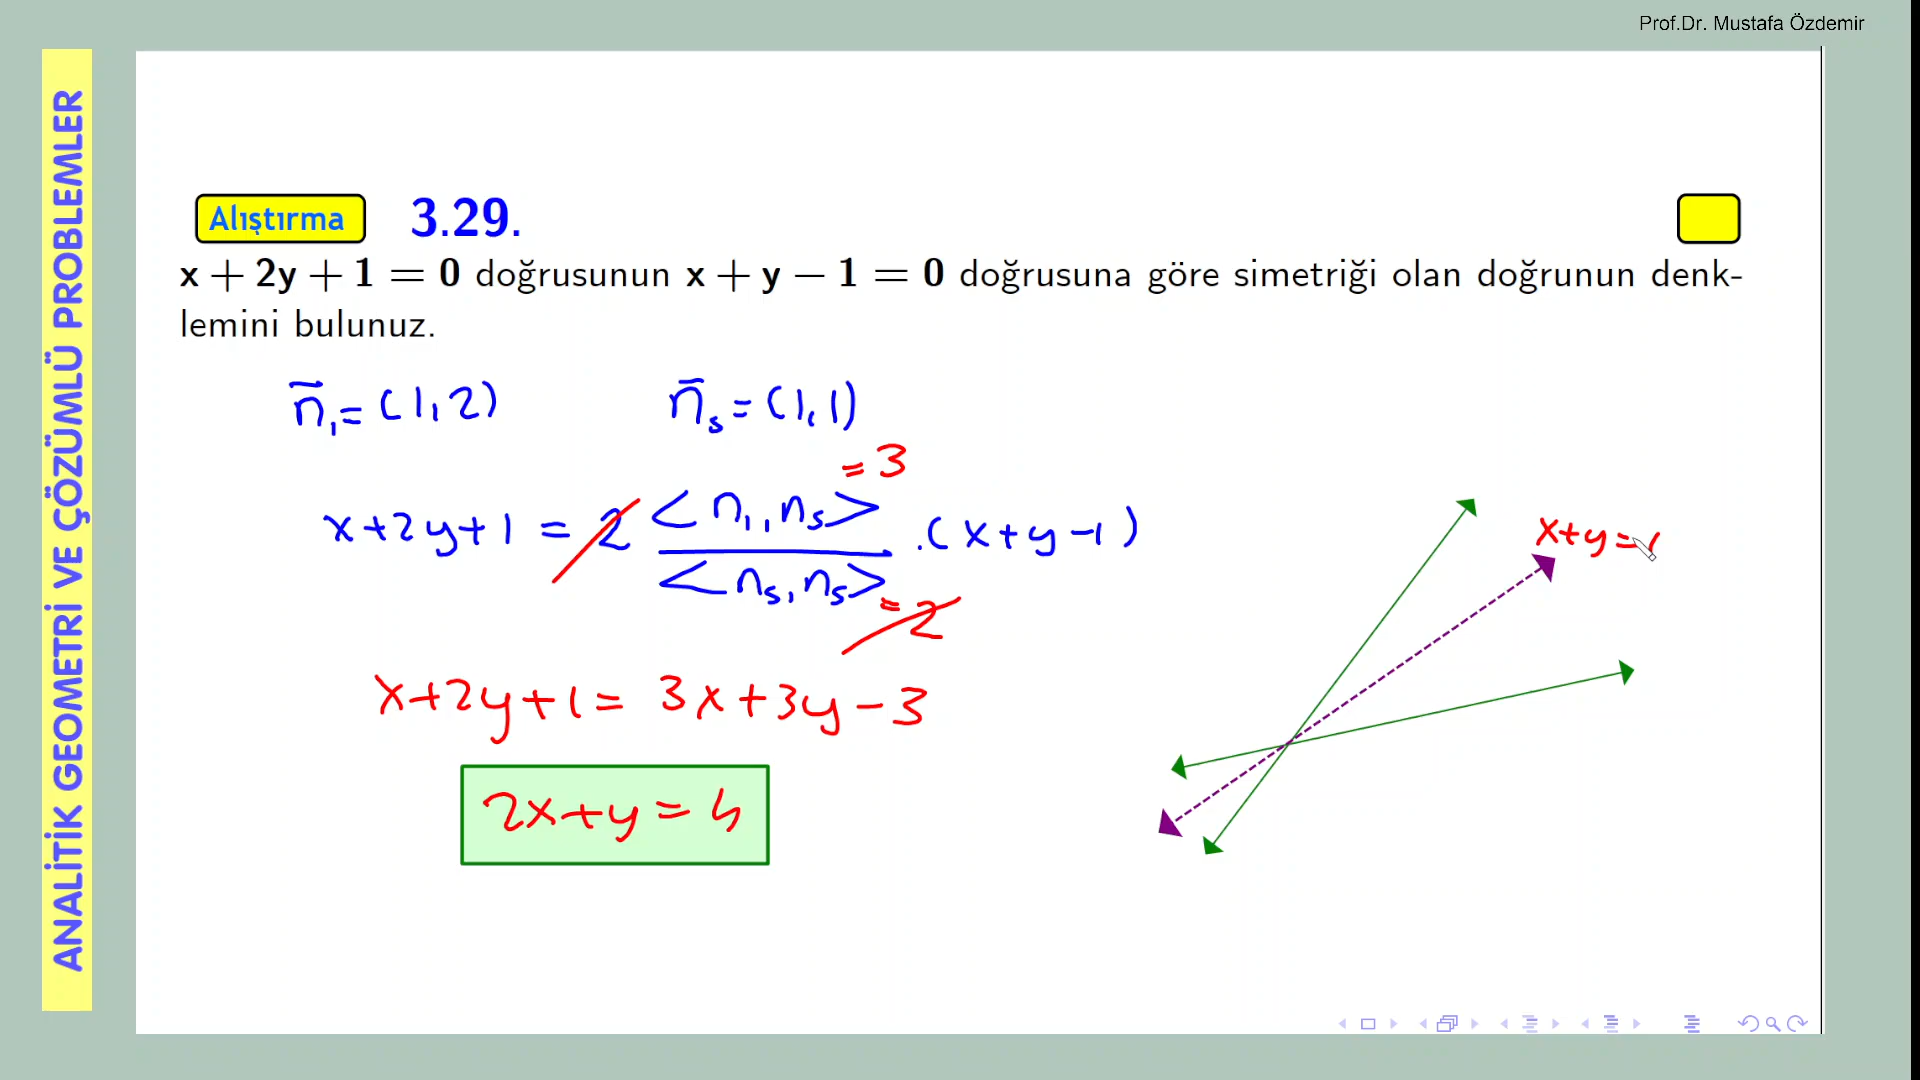 Prof.Dr. Mustafa Özdemir
ANALİTİK GEOMETRİ VE ÇÖZÜMLÜ PROBLEMLER
Alıştırma 3.29.
x + 2y + 1 = 0 doğrusunun x + y − 1 = 0 doğrusuna göre simetriği olan doğrunun denk-
lemini bulunuz.
n̄₁ = (1,2) n̄ₛ = (1,1)
= 3
x+2y+1 = 2 <n₁,nₛ> / <nₛ,nₛ> .(x+y-1)
= 2
x+y=1
x+2y+1 = 3x+3y-3
2x+y = 4